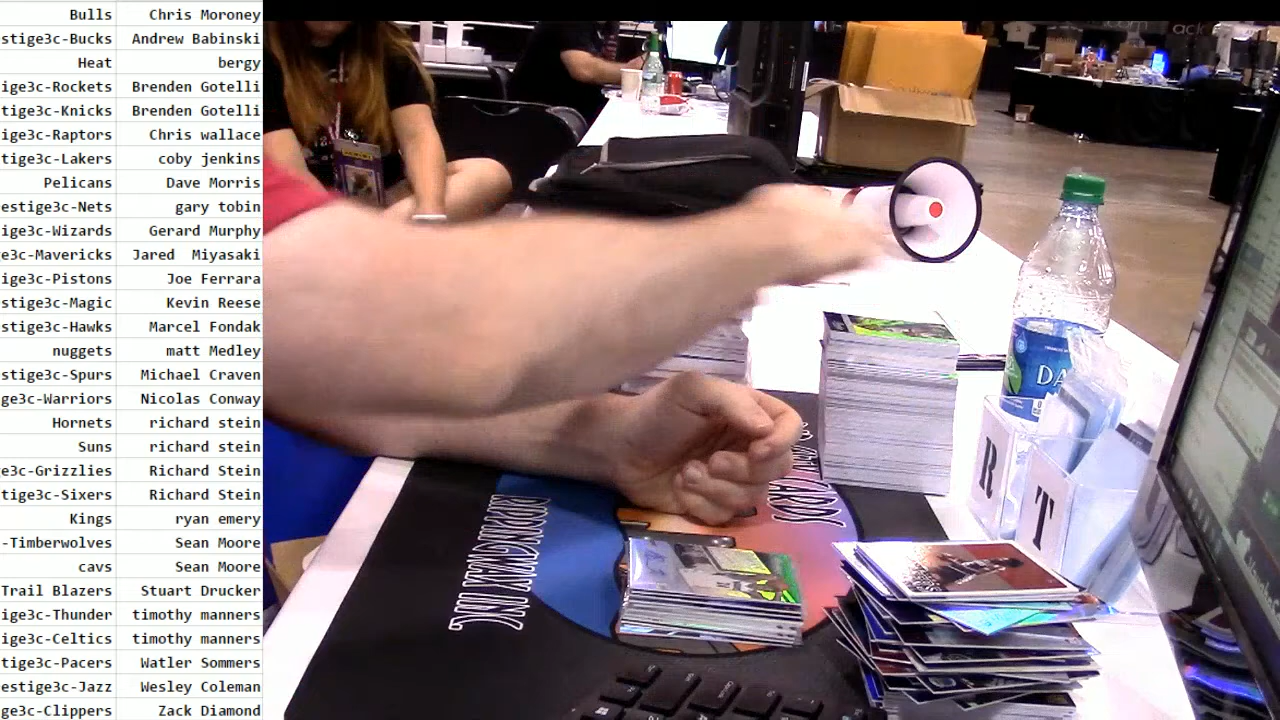 Bulls Chris Moroney
stige3c-Bucks Andrew Babinski
Heat bergy
ige3c-Rockets Brenden Gotelli
tige3c-Knicks Brenden Gotelli
ige3c-Raptors Chris wallace
tige3c-Lakers coby jenkins
Pelicans Dave Morris
estige3c-Nets gary tobin
ige3c-Wizards Gerard Murphy
e3c-Mavericks Jared  Miyasaki
ige3c-Pistons Joe Ferrara
stige3c-Magic Kevin Reese
stige3c-Hawks Marcel Fondak
nuggets matt Medley
stige3c-Spurs Michael Craven
ge3c-Warriors Nicolas Conway
Hornets richard stein
Suns richard stein
e3c-Grizzlies Richard Stein
tige3c-Sixers Richard Stein
Kings ryan emery
-Timberwolves Sean Moore
cavs Sean Moore
Trail Blazers Stuart Drucker
ige3c-Thunder timothy manners
ige3c-Celtics timothy manners
tige3c-Pacers Watler Sommers
estige3c-Jazz Wesley Coleman
ge3c-Clippers Zack Diamond
DA
R
T
CARDS